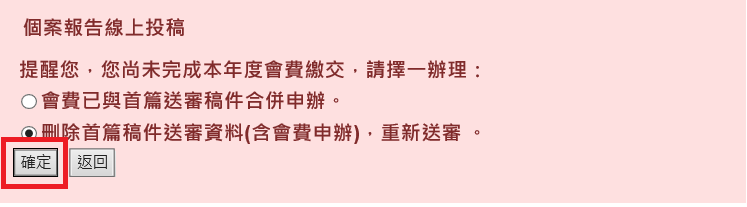 個案報告線上投稿
提醒您，您尚未完成本年度會費繳交，請擇一辦理：
會費已與首篇送審稿件合併申辦。
刪除首篇稿件送審資料(含會費申辦)，重新送審 。
確定 返回